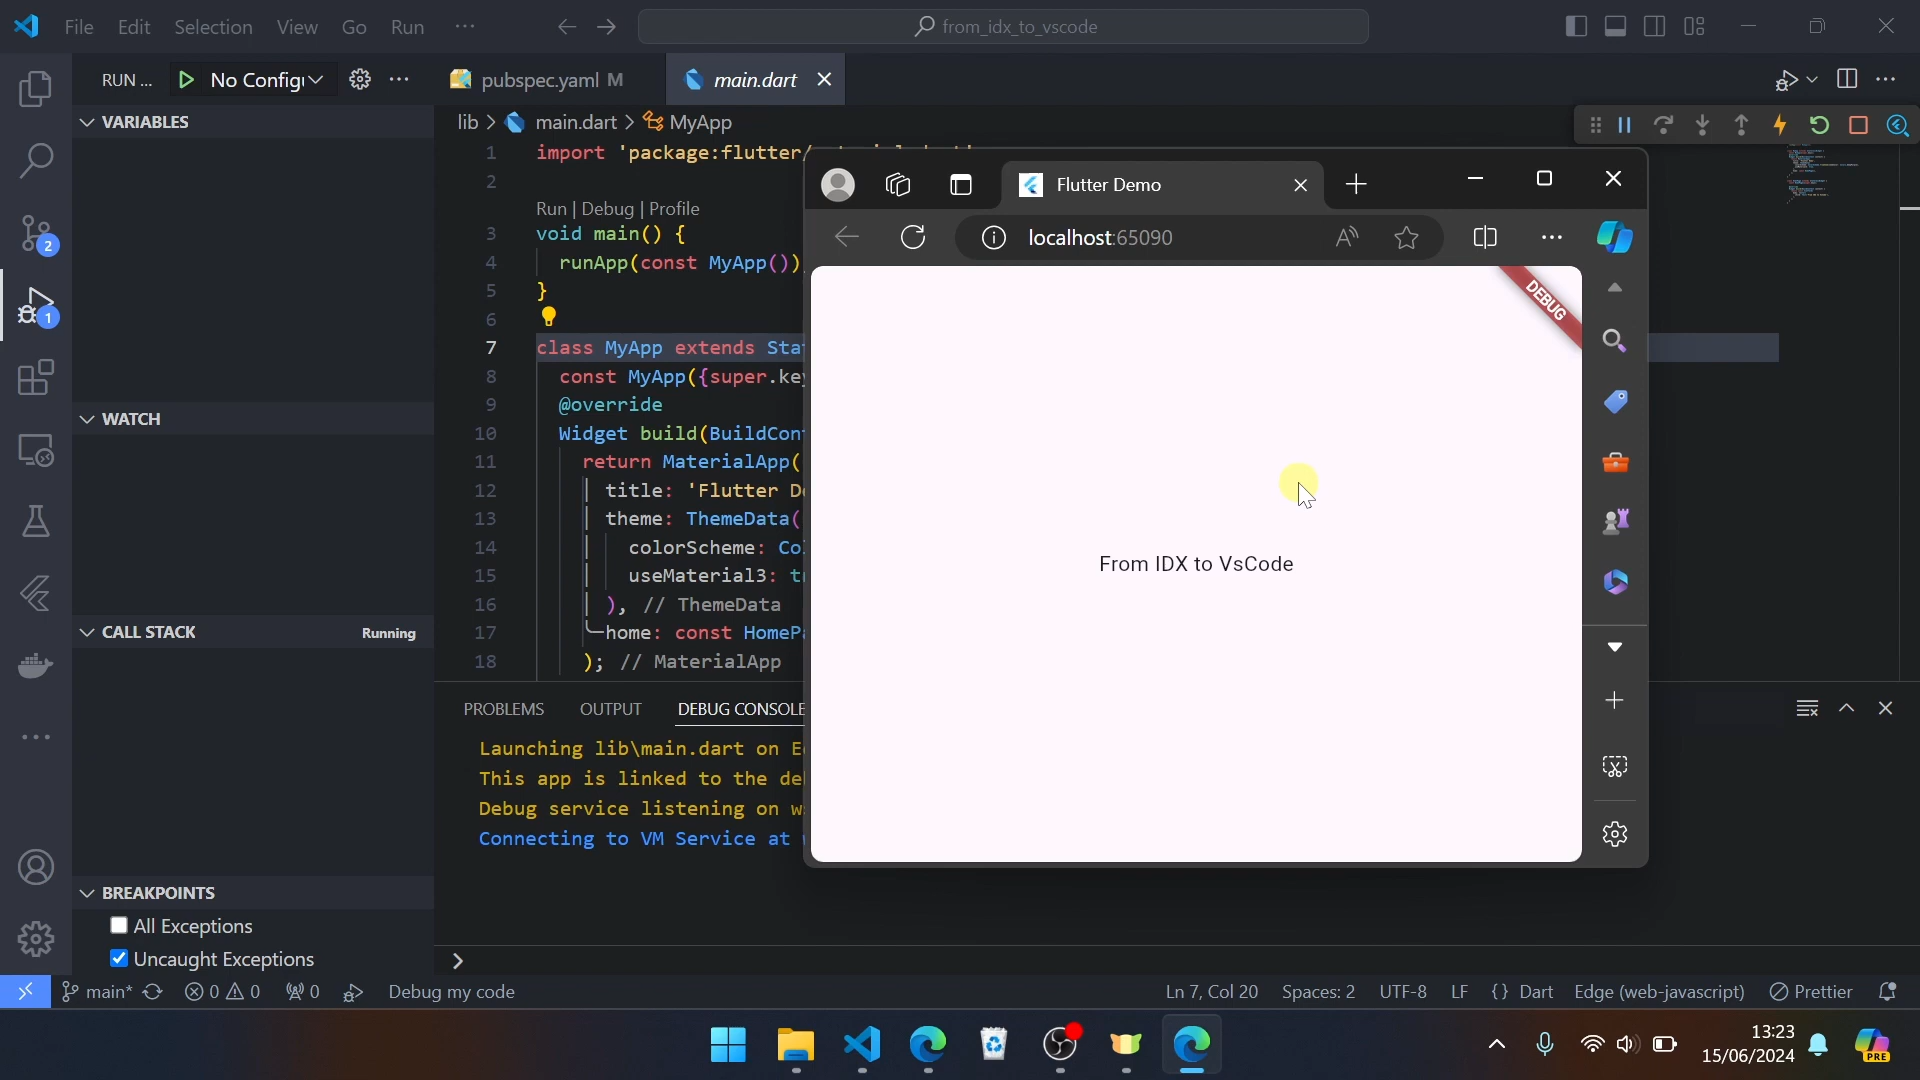 File Edit Selection View Go Run ··· from_idx_to_vscode
RUN ... No Config
pubspec.yaml M
main.dart
VARIABLES
lib > main.dart > MyApp
1 import 'package:flutter/
2
Run | Debug | Profile
3 void main() {
4 runApp(const MyApp())
5 }
6
7 class MyApp extends Sta
8 const MyApp({super.key
9 @override
10 Widget build(BuildCon
11 return MaterialApp(
12 title: 'Flutter D
13 theme: ThemeData(
14 colorScheme: Co
15 useMaterial3: t
16 ), // ThemeData
17 home: const HomeP
18 ); // MaterialApp
WATCH
CALL STACK Running
BREAKPOINTS
All Exceptions
Uncaught Exceptions
PROBLEMS OUTPUT DEBUG CONSOLE
Launching lib\main.dart on E
This app is linked to the de
Debug service listening on w
Connecting to VM Service at
>
Flutter Demo
localhost:65090
DEBUG
From IDX to VsCode
2
1
main* 0 0 0 Debug my code
Ln 7, Col 20 Spaces: 2 UTF-8 LF {} Dart Edge (web-javascript) Prettier
13:23
15/06/2024
PRE